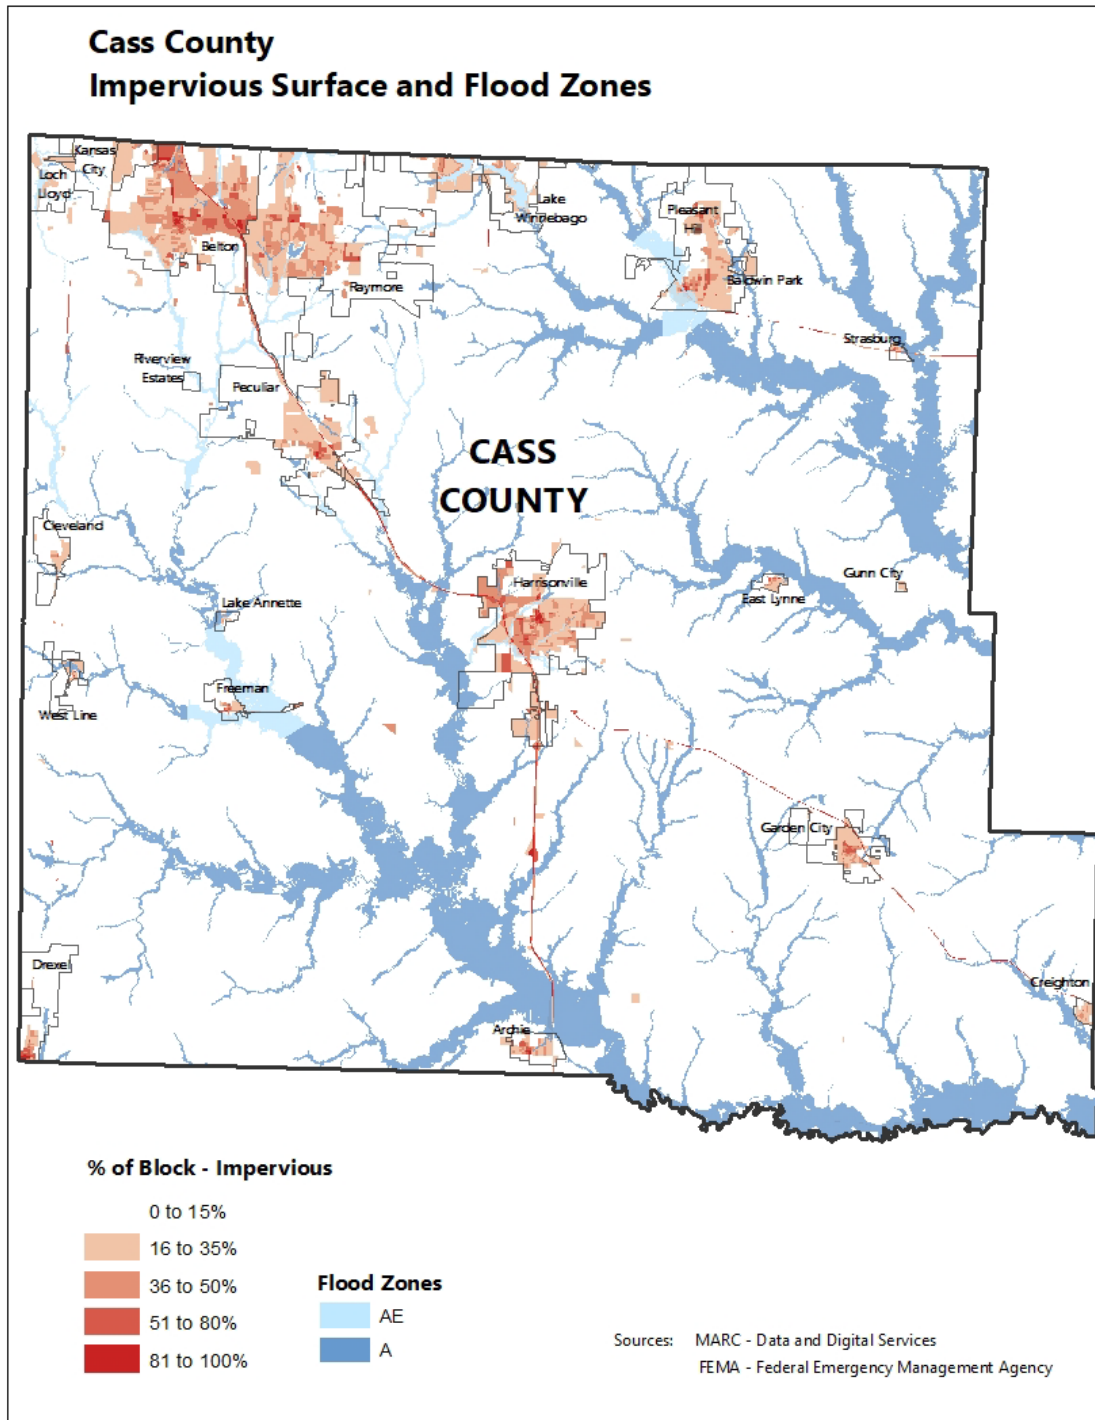 Cass County
Impervious Surface and Flood Zones
Kansas
City
Loch
Lloyd
Lake
Winnebago
Pleasant
Hill
Belton
Baldwin Park
Raymore
Strasburg
Riverview
Estates
Peculiar
CASS
COUNTY
Cleveland
Gunn City
Harrisonville
East Lynne
Lake Annette
Freeman
West Line
Garden City
Drexel
Creighton
Archie
% of Block - Impervious
0 to 15%
16 to 35%
36 to 50%
51 to 80%
81 to 100%
Flood Zones
AE
A
Sources: MARC - Data and Digital Services
FEMA - Federal Emergency Management Agency